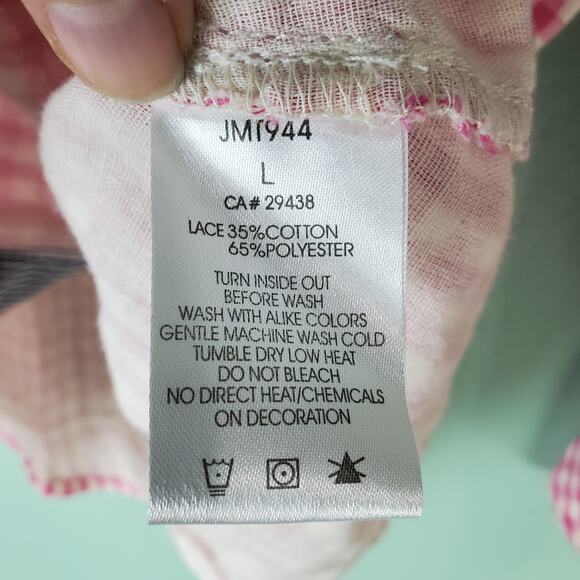 JMT944
L
CA# 29438
LACE 35%COTTON
65%POLYESTER
TURN INSIDE OUT
BEFORE WASH
WASH WITH ALIKE COLORS
GENTLE MACHINE WASH COLD
TUMBLE DRY LOW HEAT
DO NOT BLEACH
NO DIRECT HEAT/CHEMICALS
ON DECORATION